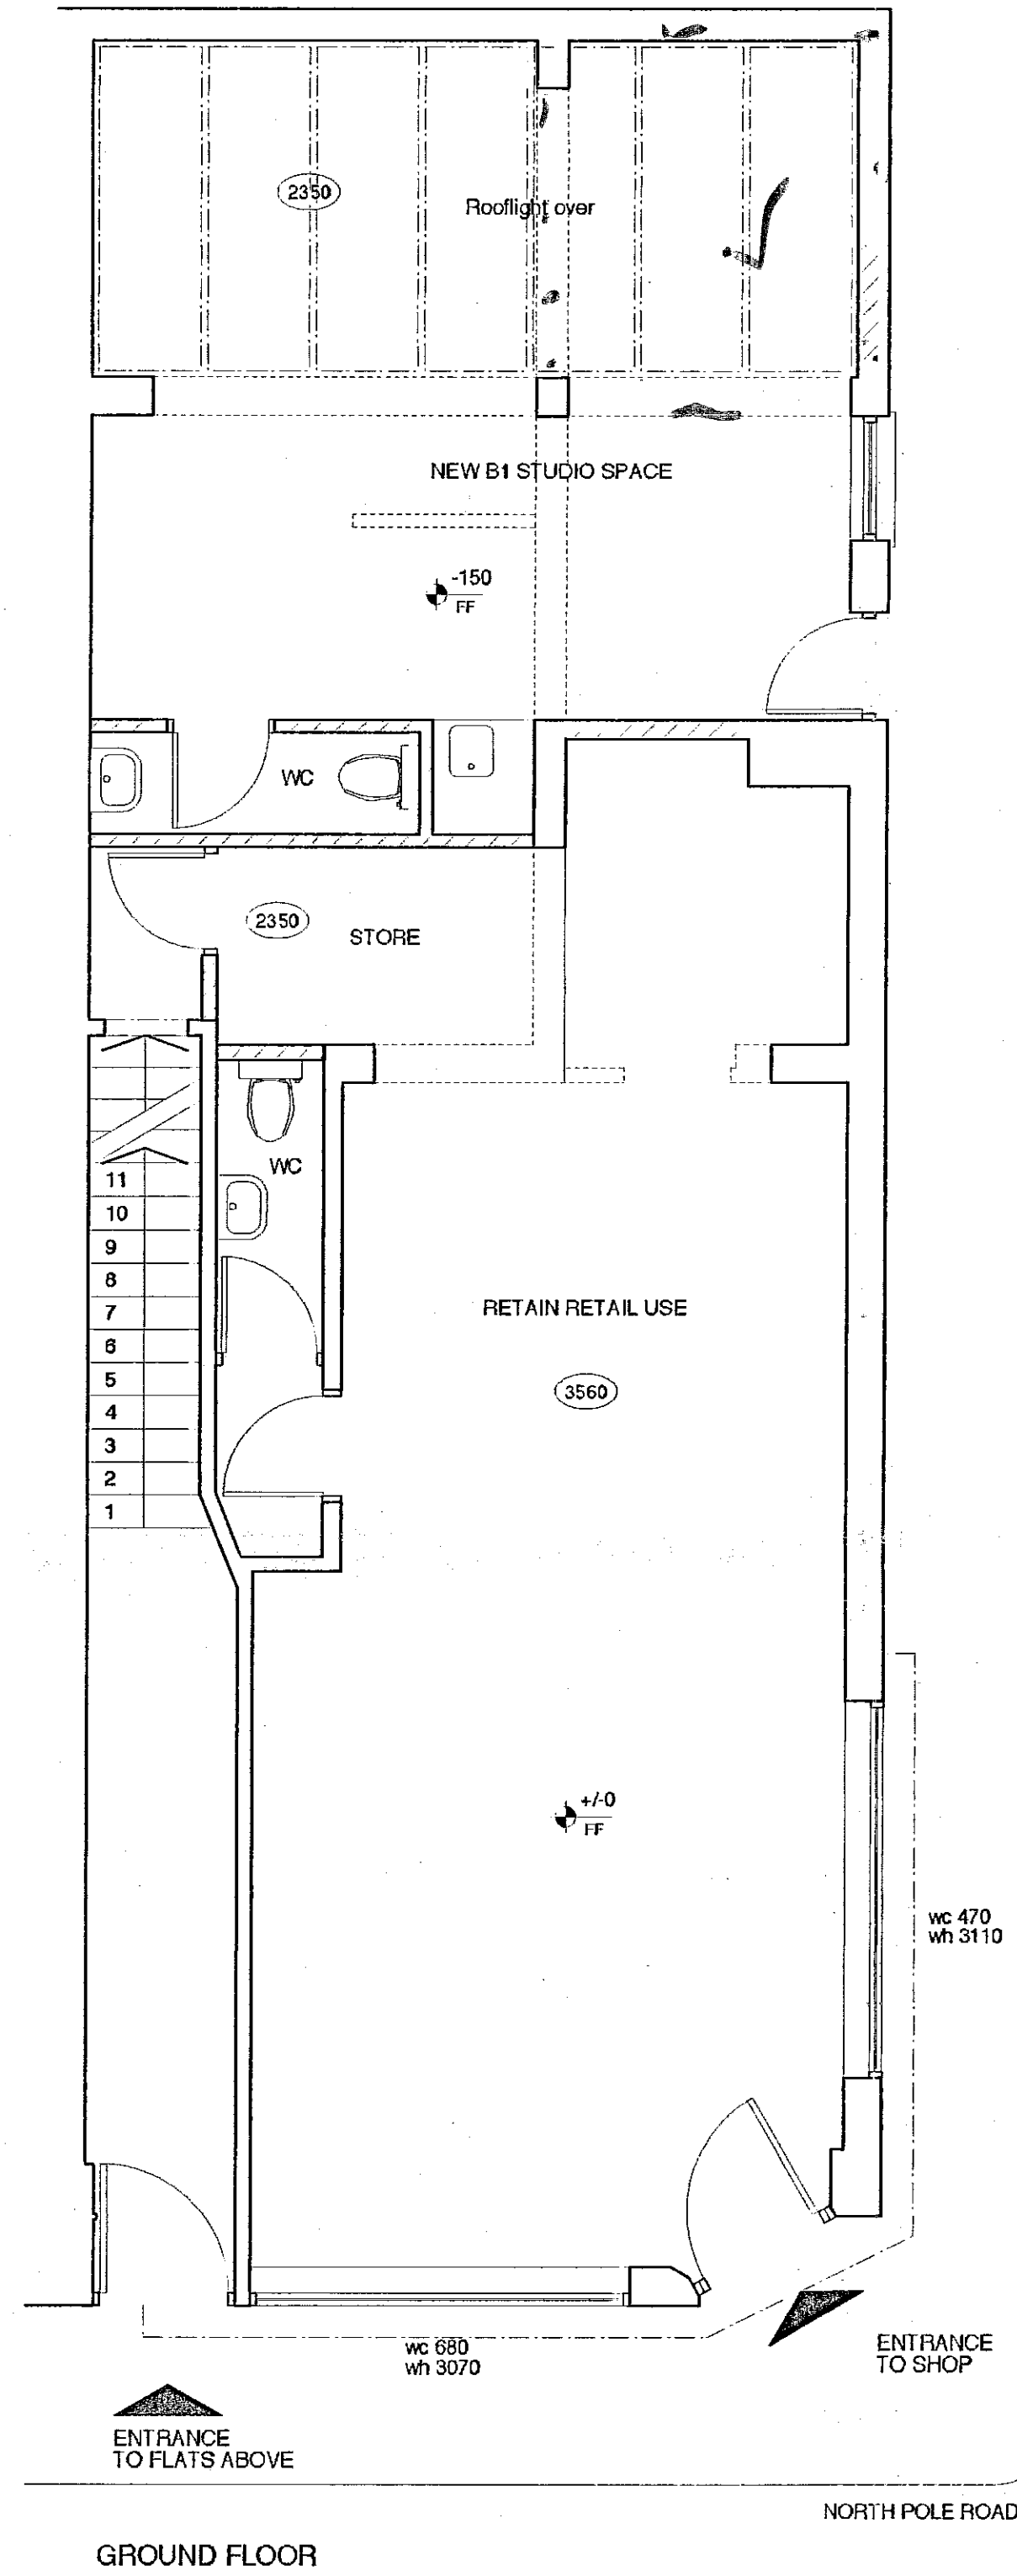 2350
Rooflight over
NEW B1 STUDIO SPACE
-150
FF
WC
2350
STORE
WC
11
10
9
8
7
6
5
4
3
2
1
RETAIN RETAIL USE
3560
+/-0
FF
wc 470
wh 3110
wc 680
wh 3070
ENTRANCE
TO SHOP
ENTRANCE
TO FLATS ABOVE
NORTH POLE ROAD
GROUND FLOOR